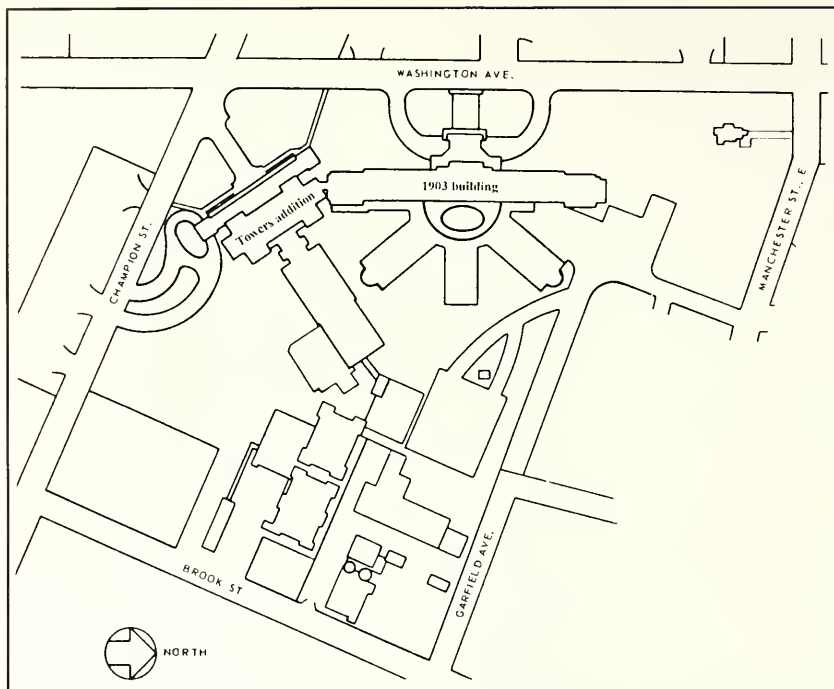 WASHINGTON AVE.
1903 building
Towers addition
CHAMPION ST.
MANCHESTER ST., E
GARFIELD AVE.
BROOK ST
NORTH